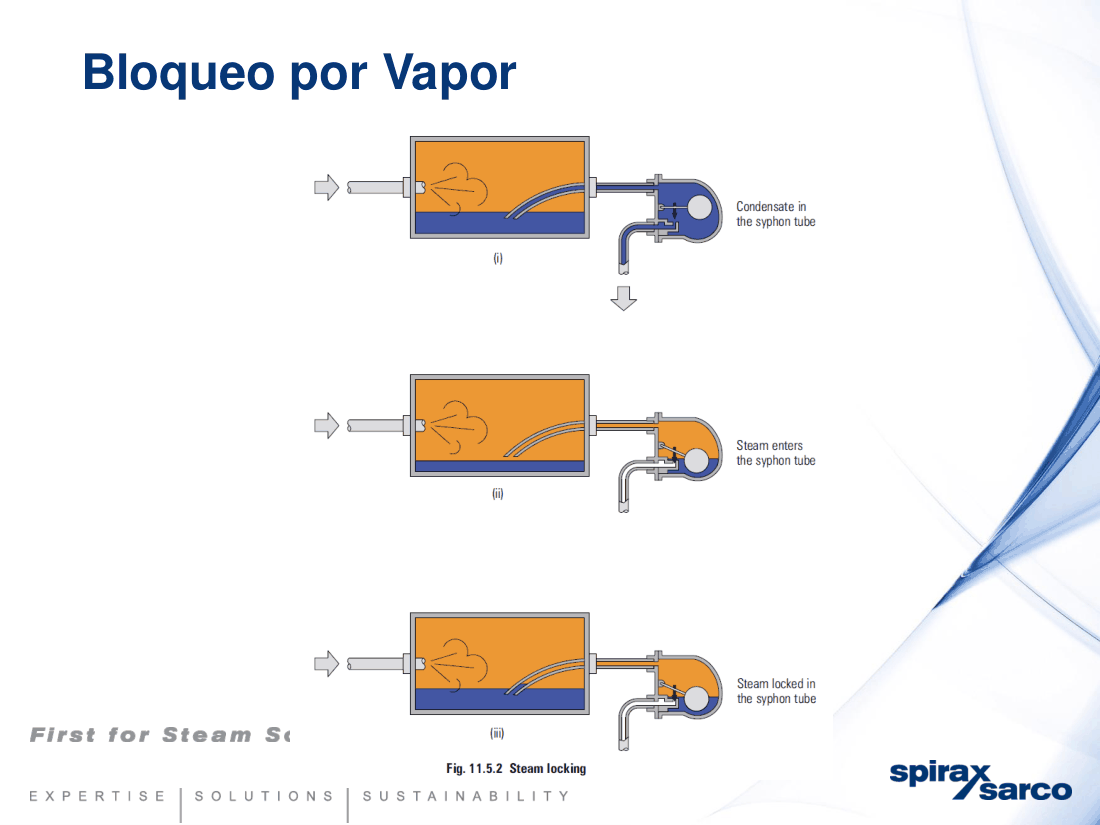 Bloqueo por Vapor
Condensate in
the syphon tube
(i)
Steam enters
the syphon tube
(ii)
Steam locked in
the syphon tube
(iii)
First for Steam
Fig. 11.5.2 Steam locking
EXPERTISE SOLUTIONS SUSTAINABILITY
spirax
sarco